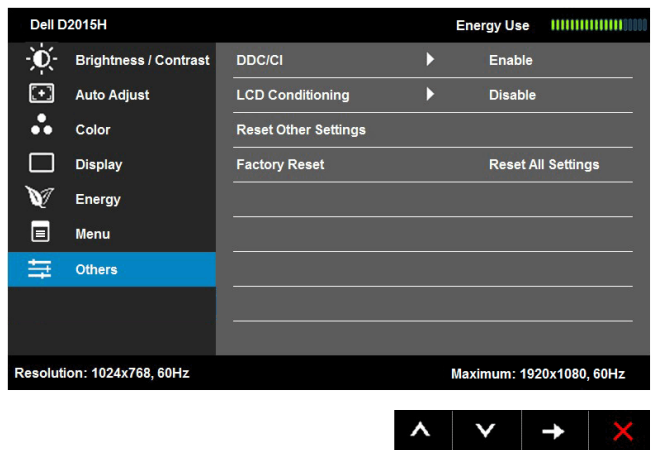 Dell D2015H Energy Use
Brightness / Contrast DDC/CI Enable
Auto Adjust LCD Conditioning Disable
Color Reset Other Settings
Display Factory Reset Reset All Settings
Energy
Menu
Others
Resolution: 1024x768, 60Hz Maximum: 1920x1080, 60Hz